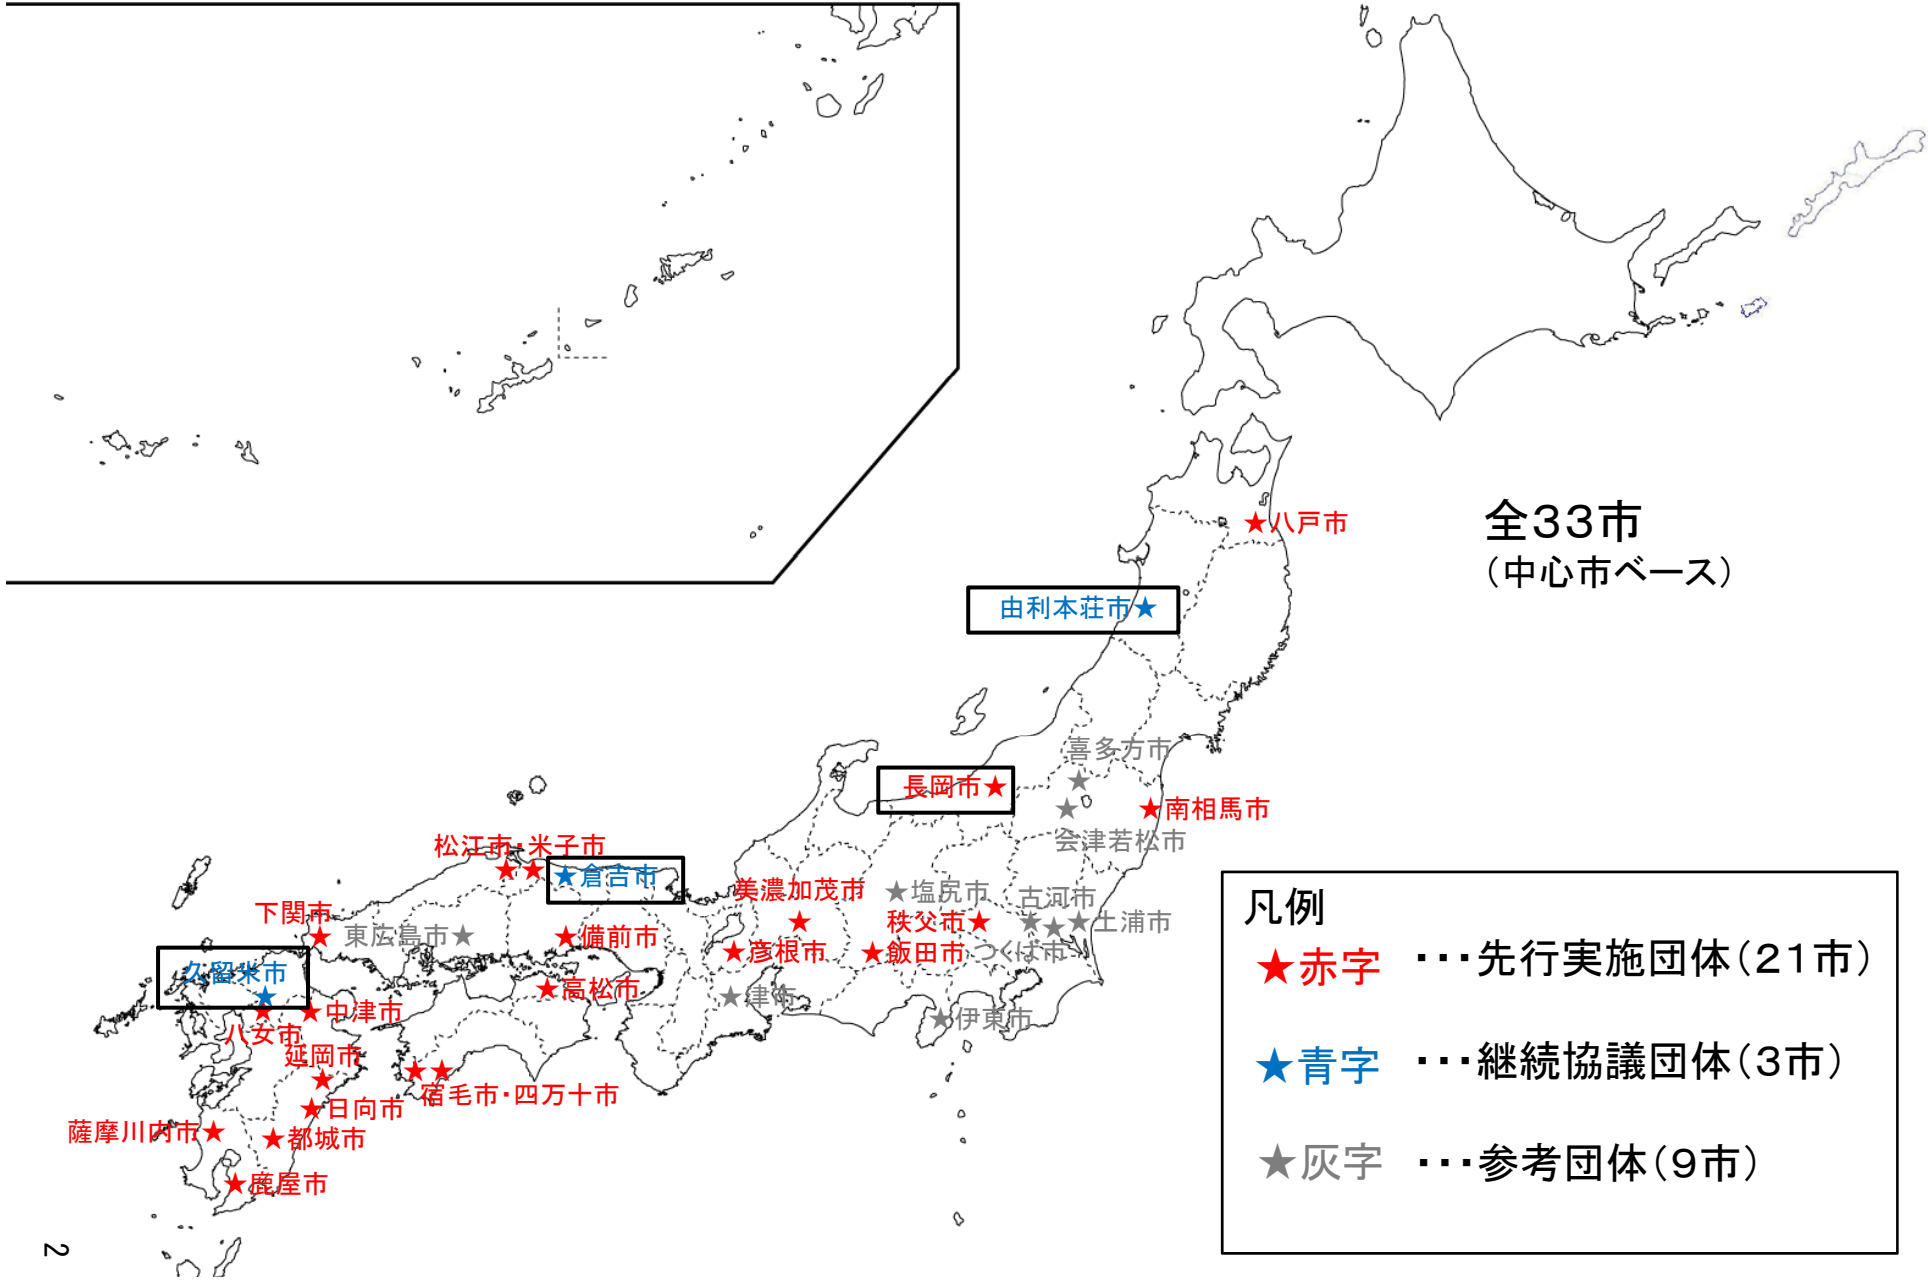 全33市
(中心市ベース)
★八戸市
由利本荘市★
喜多方市
★
長岡市★
★
★南相馬市
会津若松市
松江市・米子市
★★
★倉吉市
美濃加茂市
★
★塩尻市
古河市
★★★土浦市
つくば市
秩父市★
下関市
★
東広島市★
★備前市
★彦根市
★飯田市
久留米市
★
★高松市
★津市
★伊東市
★
八女市
★中津市
延岡市
★
★★
宿毛市・四万十市
★日向市
薩摩川内市★
★都城市
★鹿屋市
凡例
★赤字 ・・・先行実施団体(21市)
★青字 ・・・継続協議団体(3市)
★灰字 ・・・参考団体(9市)
2